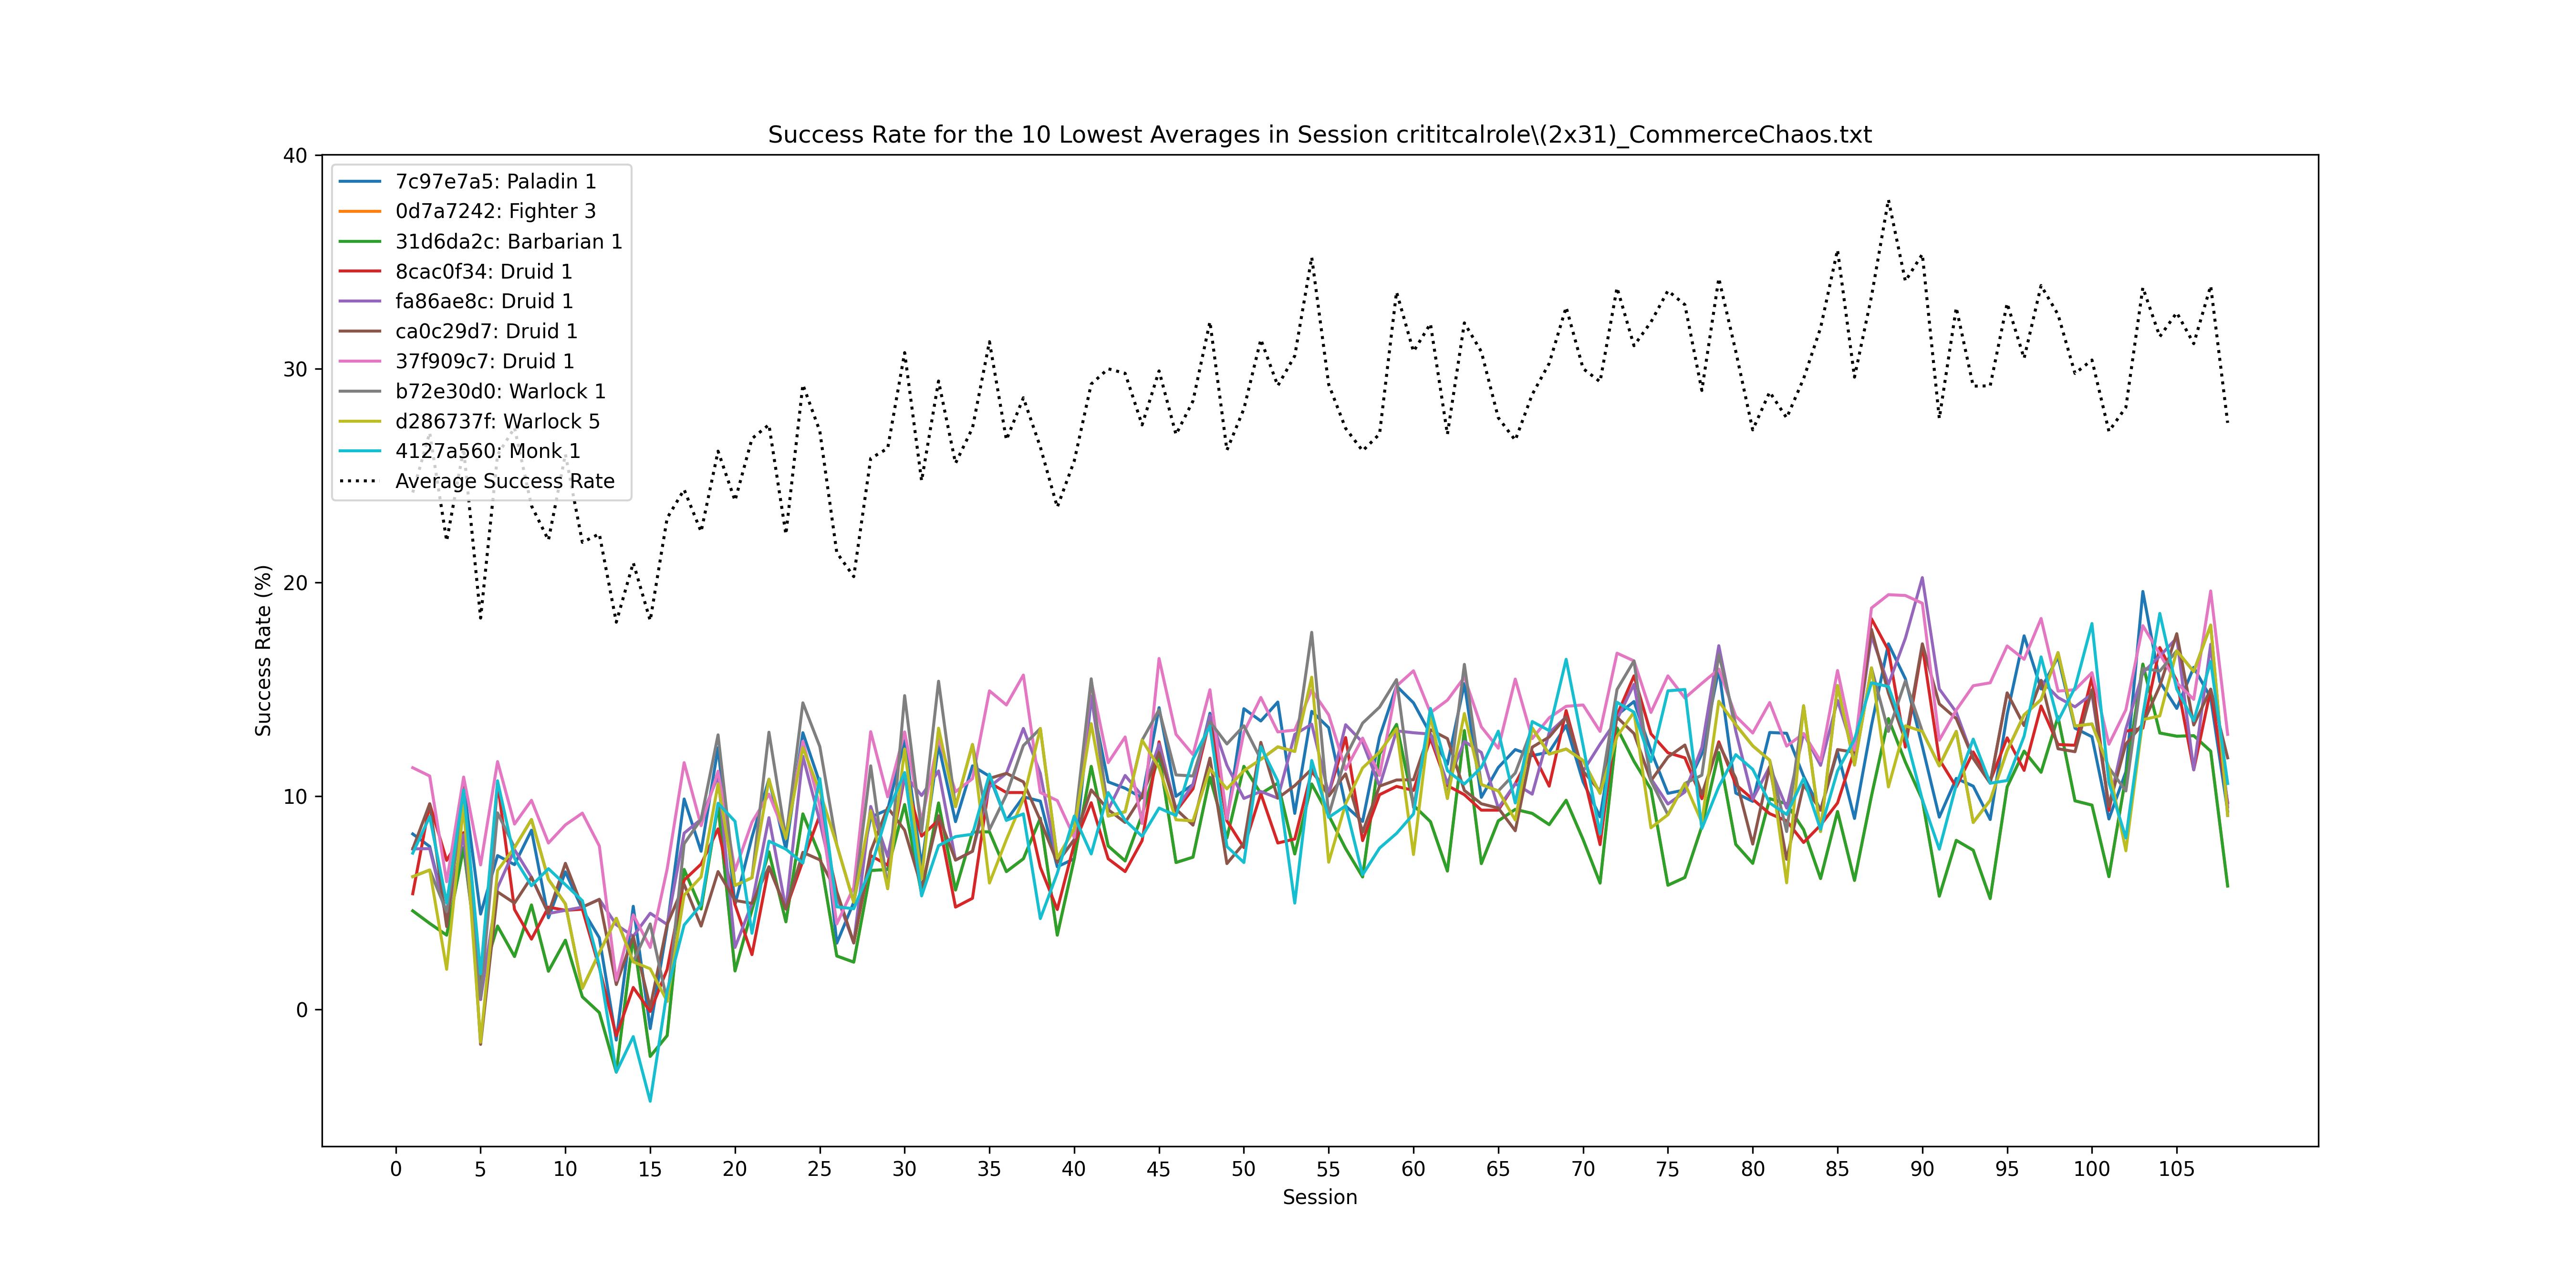 Success Rate for the 10 Lowest Averages in Session crititcalrole\(2x31)_CommerceChaos.txt
40
30
20
10
0
Success Rate (%)
7c97e7a5: Paladin 1
0d7a7242: Fighter 3
31d6da2c: Barbarian 1
8cac0f34: Druid 1
fa86ae8c: Druid 1
ca0c29d7: Druid 1
37f909c7: Druid 1
b72e30d0: Warlock 1
d286737f: Warlock 5
4127a560: Monk 1
Average Success Rate
0 5 10 15 20 25 30 35 40 45 50 55 60 65 70 75 80 85 90 95 100 105
Session